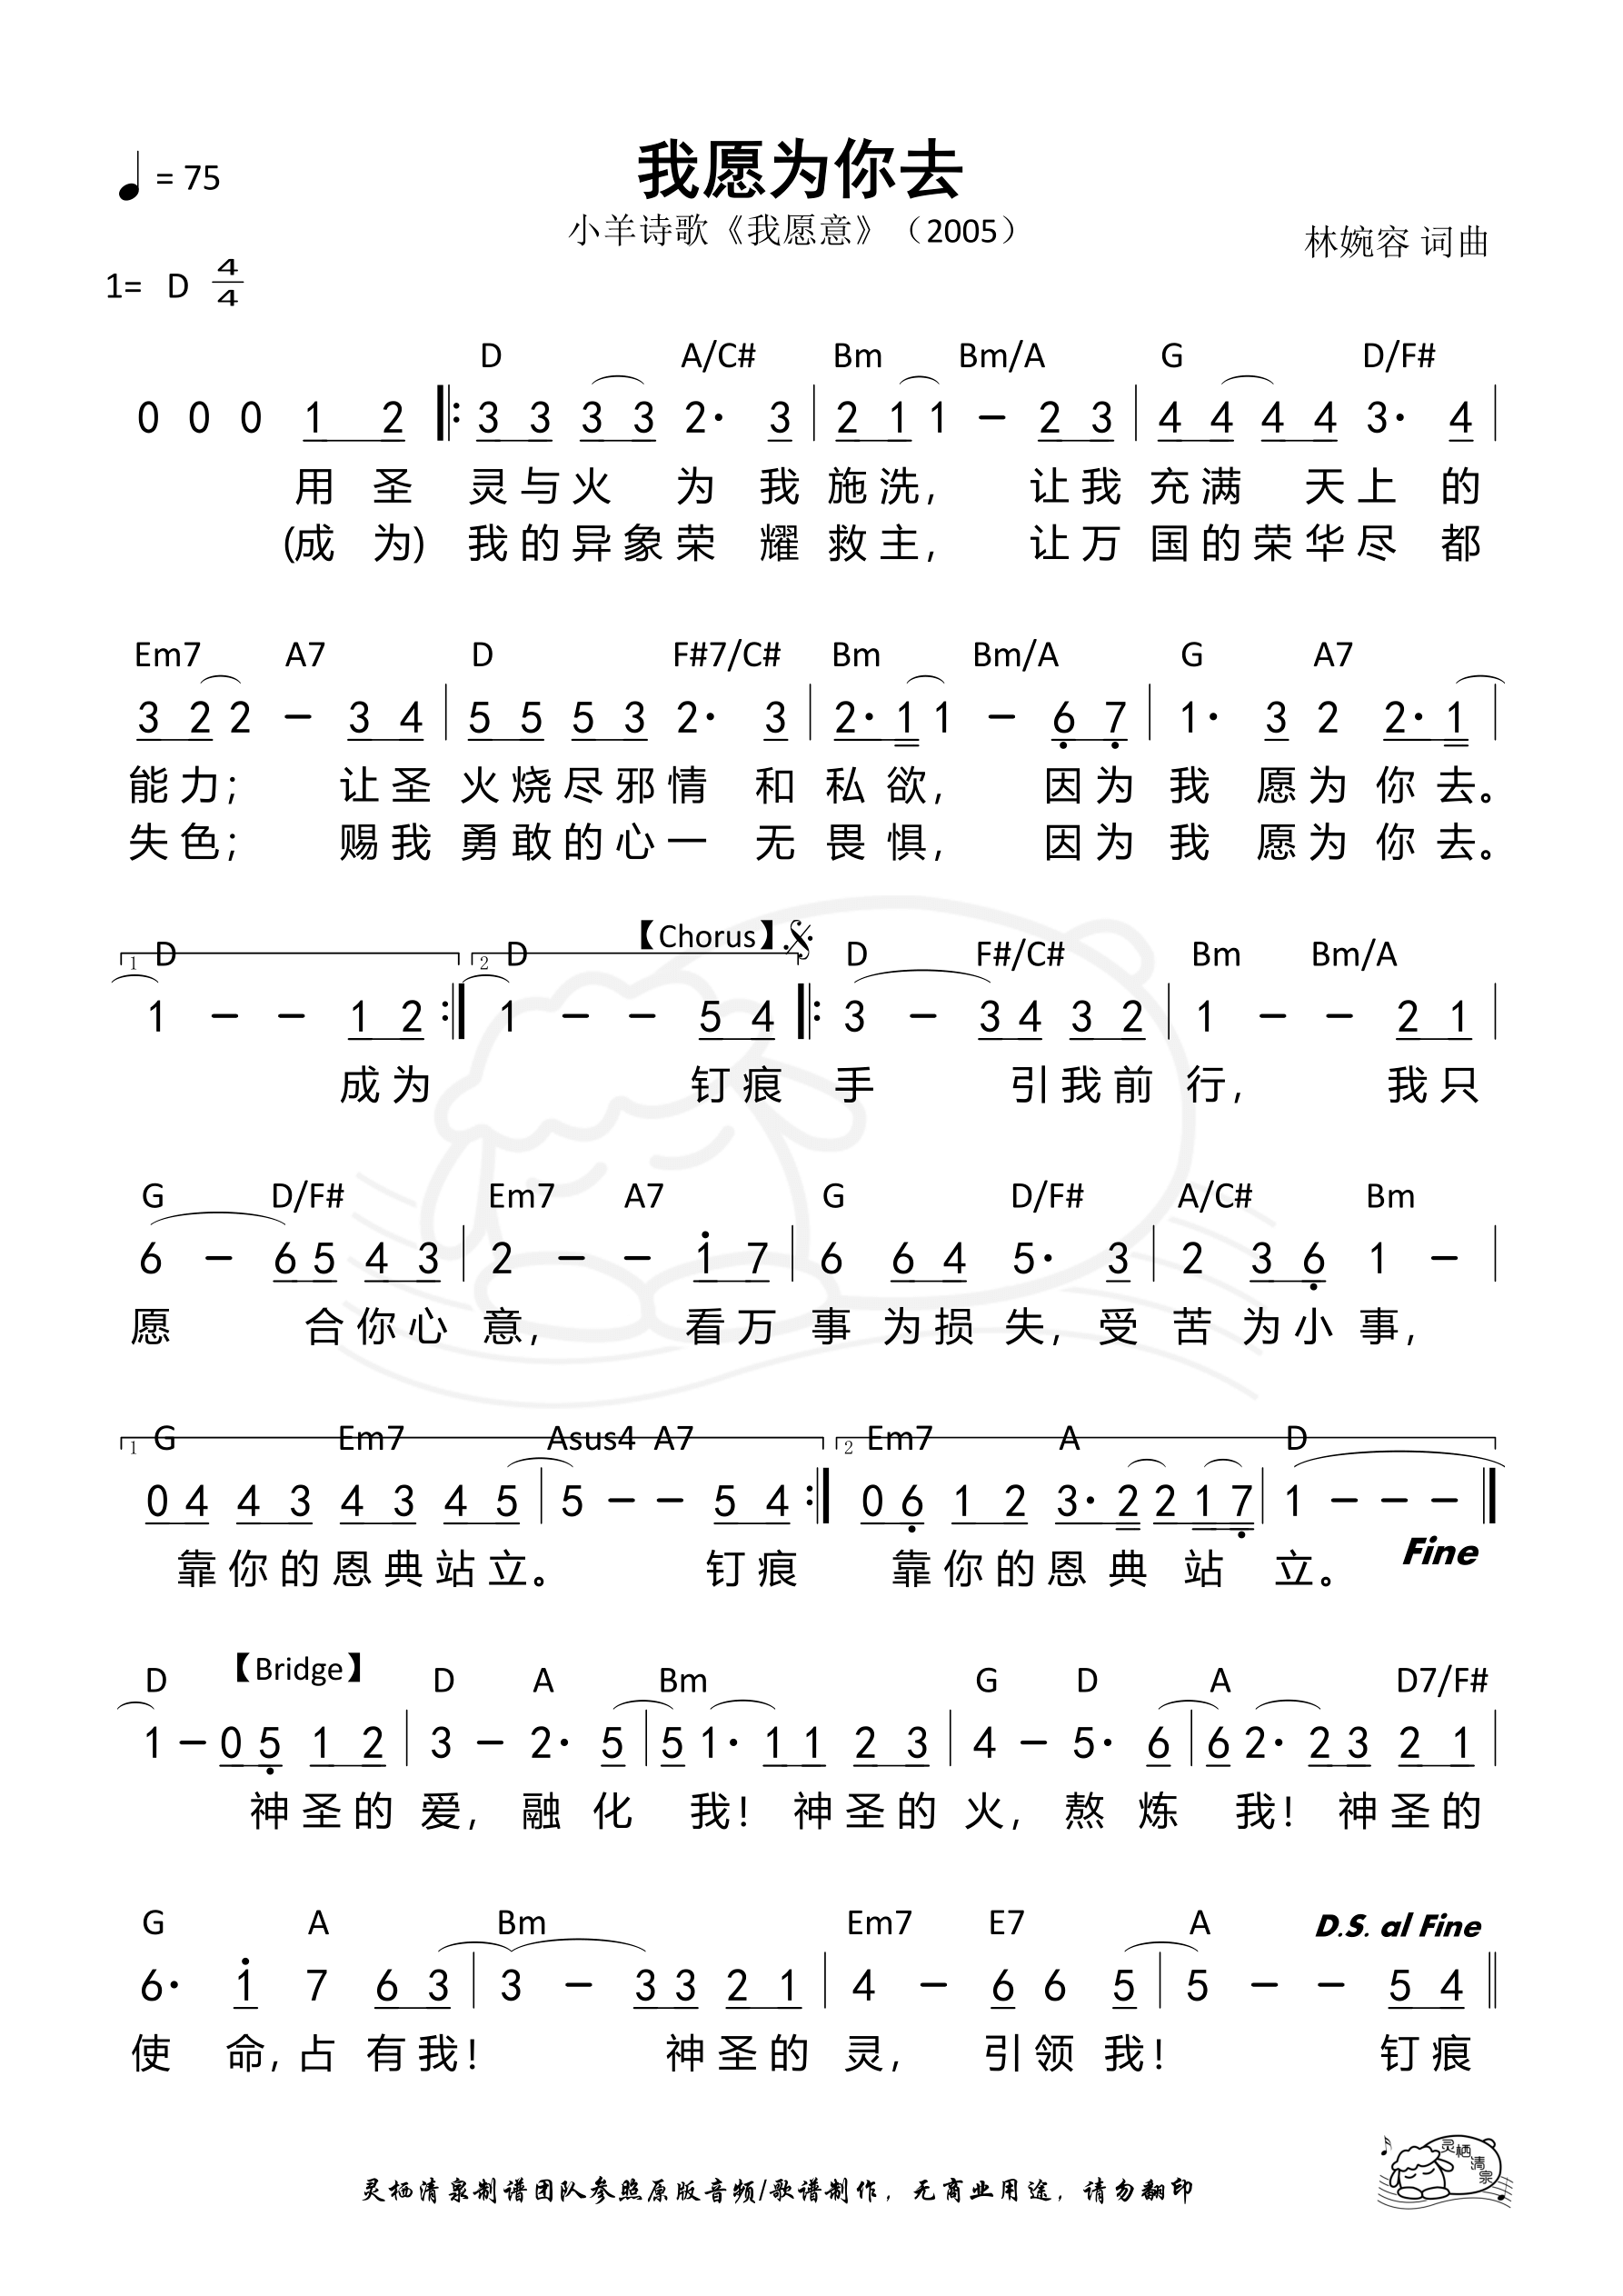 我愿为你去
♩ = 75
小羊诗歌《我愿意》（2005）
林婉容 词曲
1= D 4/4
D A/C# Bm Bm/A G D/F#
0 0 0 1 2 |: 3 3 3 3 2· 3 | 2 1 1 – 2 3 | 4 4 4 4 3· 4 |
用 圣 灵 与 火 为 我 施 洗， 让 我 充 满 天 上 的
(成 为) 我 的 异 象 荣 耀 救 主， 让 万 国 的 荣 华 尽 都
Em7 A7 D F#7/C# Bm Bm/A G A7
3 2 2 – 3 4 | 5 5 5 3 2· 3 | 2· 1 1 – 6̣ 7̣ | 1· 3 2 2· 1 |
能 力； 让 圣 火 烧 尽 邪 情 和 私 欲， 因 为 我 愿 为 你 去。
失 色； 赐 我 勇 敢 的 心 一 无 畏 惧， 因 为 我 愿 为 你 去。
【Chorus】
1 D 2 D D F#/C# Bm Bm/A
1 – – 1 2 :| 1 – – 5 4 |: 3 – 3 4 3 2 | 1 – – 2 1 |
成 为 钉 痕 手 引 我 前 行， 我 只
G D/F# Em7 A7 G D/F# A/C# Bm
6 – 6 5 4 3 | 2 – – 1̇ 7 | 6 6 4 5· 3 | 2 3 6̣ 1 – |
愿 合 你 心 意， 看 万 事 为 损 失， 受 苦 为 小 事，
1 G Em7 Asus4 A7 2 Em7 A D
0 4 4 3 4 3 4 5 | 5 – – 5 4 :| 0 6̣ 1 2 3· 2 2 1 7̣ | 1 – – – ‖
靠 你 的 恩 典 站 立。 钉 痕 靠 你 的 恩 典 站 立。
Fine
D 【Bridge】 D A Bm G D A D7/F#
1 – 0 5̣ 1 2 | 3 – 2· 5 | 5 1· 1 1 2 3 | 4 – 5· 6 | 6 2· 2 3 2 1 |
神 圣 的 爱， 融 化 我！ 神 圣 的 火， 熬 炼 我！ 神 圣 的
G A Bm Em7 E7 A D.S. al Fine
6· 1̇ 7 6 3 | 3 – 3 3 2 1 | 4 – 6 6 5 | 5 – – 5 4 ‖
使 命， 占 有 我！ 神 圣 的 灵， 引 领 我！ 钉 痕
灵栖清泉
灵栖清泉制谱团队参照原版音频/歌谱制作，无商业用途，请勿翻印